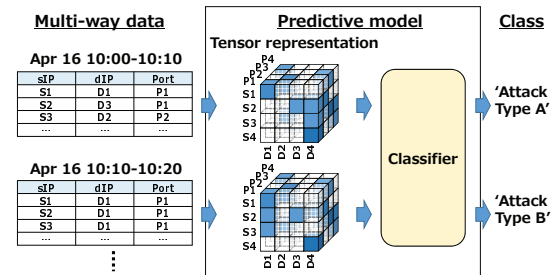 Multi-way data
Predictive model
Class
Tensor representation
Apr 16 10:00-10:10
sIP dIP Port
S1 D1 P1
S2 D3 P1
S3 D2 P2
... ... ...
P4
P3
P2
P1
S1
S2
S3
S4
D1 D2 D3 D4
Classifier
‘Attack
Type A’
Apr 16 10:10-10:20
sIP dIP Port
S1 D1 P1
S2 D1 P1
S3 D1 P1
... ... ...
P4
P3
P2
P1
S1
S2
S3
S4
D1 D2 D3 D4
‘Attack
Type B’